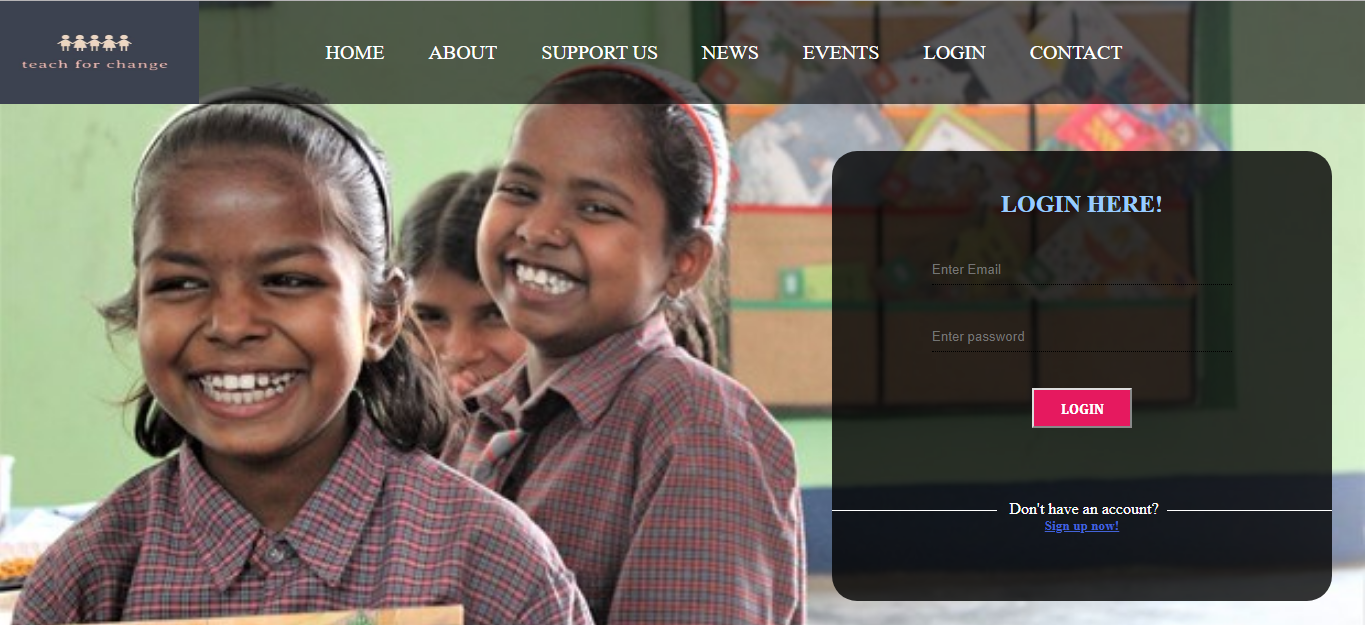 teach for change
HOME ABOUT SUPPORT US NEWS EVENTS LOGIN CONTACT
LOGIN HERE!
Enter Email
Enter password
LOGIN
Don't have an account?
Sign up now!